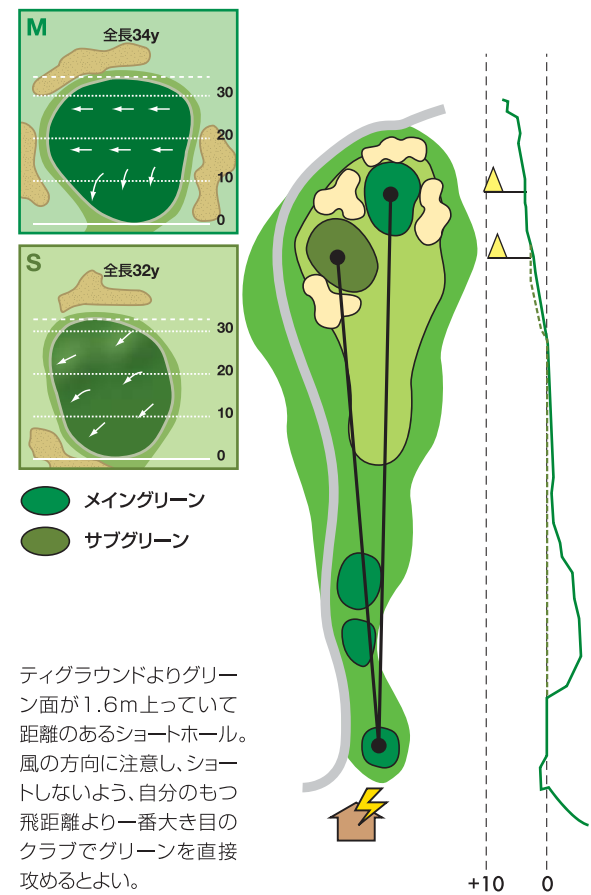 M
全長34y
30
20
10
0
S
全長32y
30
20
10
0
メイングリーン
サブグリーン
ティグラウンドよりグリー
ン面が1.6m上っていて
距離のあるショートホール。
風の方向に注意し、ショー
トしないよう、自分のもつ
飛距離より一番大き目の
クラブでグリーンを直接
攻めるとよい。
+10 0